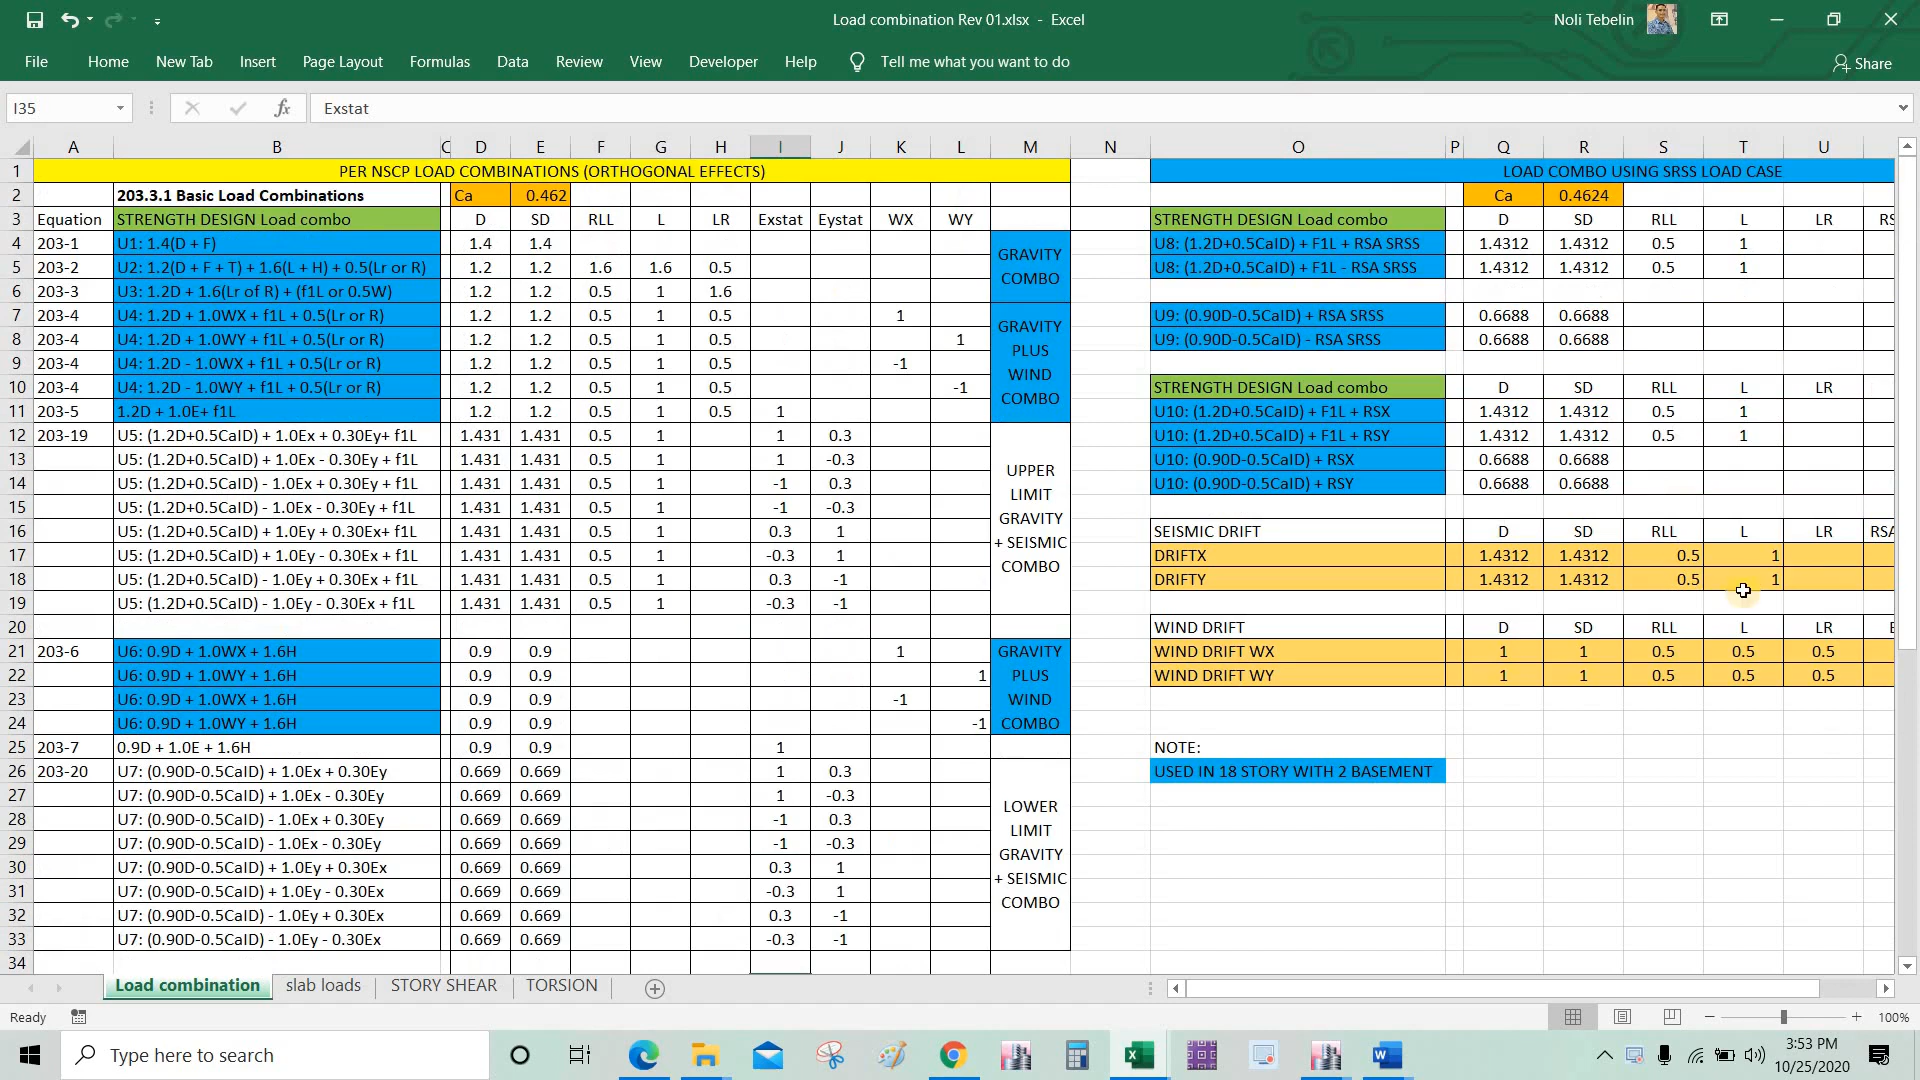 Load combination Rev 01.xlsx - Excel
Noli Tebelin
File Home New Tab Insert Page Layout Formulas Data Review View Developer Help Tell me what you want to do Share
I35 fx Exstat
A B C D E F G H I J K L M N O P Q R S T U
1 PER NSCP LOAD COMBINATIONS (ORTHOGONAL EFFECTS) LOAD COMBO USING SRSS LOAD CASE
2 203.3.1 Basic Load Combinations Ca 0.462 Ca 0.4624
3 Equation STRENGTH DESIGN Load combo D SD RLL L LR Exstat Eystat WX WY STRENGTH DESIGN Load combo D SD RLL L LR RS
4 203-1 U1: 1.4(D + F) 1.4 1.4 U8: (1.2D+0.5CaID) + F1L + RSA SRSS 1.4312 1.4312 0.5 1
GRAVITY COMBO
5 203-2 U2: 1.2(D + F + T) + 1.6(L + H) + 0.5(Lr or R) 1.2 1.2 1.6 1.6 0.5 U8: (1.2D+0.5CaID) + F1L - RSA SRSS 1.4312 1.4312 0.5 1
6 203-3 U3: 1.2D + 1.6(Lr of R) + (f1L or 0.5W) 1.2 1.2 0.5 1 1.6
7 203-4 U4: 1.2D + 1.0WX + f1L + 0.5(Lr or R) 1.2 1.2 0.5 1 0.5 1 U9: (0.90D-0.5CaID) + RSA SRSS 0.6688 0.6688
GRAVITY PLUS WIND COMBO
8 203-4 U4: 1.2D + 1.0WY + f1L + 0.5(Lr or R) 1.2 1.2 0.5 1 0.5 1 U9: (0.90D-0.5CaID) - RSA SRSS 0.6688 0.6688
9 203-4 U4: 1.2D - 1.0WX + f1L + 0.5(Lr or R) 1.2 1.2 0.5 1 0.5 -1
10 203-4 U4: 1.2D - 1.0WY + f1L + 0.5(Lr or R) 1.2 1.2 0.5 1 0.5 -1 STRENGTH DESIGN Load combo D SD RLL L LR
11 203-5 1.2D + 1.0E+ f1L 1.2 1.2 0.5 1 0.5 1 U10: (1.2D+0.5CaID) + F1L + RSX 1.4312 1.4312 0.5 1
12 203-19 U5: (1.2D+0.5CaID) + 1.0Ex + 0.30Ey+ f1L 1.431 1.431 0.5 1 1 0.3 U10: (1.2D+0.5CaID) + F1L + RSY 1.4312 1.4312 0.5 1
UPPER LIMIT GRAVITY + SEISMIC COMBO
13 U5: (1.2D+0.5CaID) + 1.0Ex - 0.30Ey + f1L 1.431 1.431 0.5 1 1 -0.3 U10: (0.90D-0.5CaID) + RSX 0.6688 0.6688
14 U5: (1.2D+0.5CaID) - 1.0Ex + 0.30Ey + f1L 1.431 1.431 0.5 1 -1 0.3 U10: (0.90D-0.5CaID) + RSY 0.6688 0.6688
15 U5: (1.2D+0.5CaID) - 1.0Ex - 0.30Ey + f1L 1.431 1.431 0.5 1 -1 -0.3
16 U5: (1.2D+0.5CaID) + 1.0Ey + 0.30Ex+ f1L 1.431 1.431 0.5 1 0.3 1 SEISMIC DRIFT D SD RLL L LR RSA
17 U5: (1.2D+0.5CaID) + 1.0Ey - 0.30Ex + f1L 1.431 1.431 0.5 1 -0.3 1 DRIFTX 1.4312 1.4312 0.5 1
18 U5: (1.2D+0.5CaID) - 1.0Ey + 0.30Ex + f1L 1.431 1.431 0.5 1 0.3 -1 DRIFTY 1.4312 1.4312 0.5 1
19 U5: (1.2D+0.5CaID) - 1.0Ey - 0.30Ex + f1L 1.431 1.431 0.5 1 -0.3 -1
20 WIND DRIFT D SD RLL L LR
21 203-6 U6: 0.9D + 1.0WX + 1.6H 0.9 0.9 1 WIND DRIFT WX 1 1 0.5 0.5 0.5
GRAVITY PLUS WIND COMBO
22 U6: 0.9D + 1.0WY + 1.6H 0.9 0.9 1 WIND DRIFT WY 1 1 0.5 0.5 0.5
23 U6: 0.9D + 1.0WX + 1.6H 0.9 0.9 -1
24 U6: 0.9D + 1.0WY + 1.6H 0.9 0.9 -1
25 203-7 0.9D + 1.0E + 1.6H 0.9 0.9 1 NOTE:
26 203-20 U7: (0.90D-0.5CaID) + 1.0Ex + 0.30Ey 0.669 0.669 1 0.3 USED IN 18 STORY WITH 2 BASEMENT
LOWER LIMIT GRAVITY + SEISMIC COMBO
27 U7: (0.90D-0.5CaID) + 1.0Ex - 0.30Ey 0.669 0.669 1 -0.3
28 U7: (0.90D-0.5CaID) - 1.0Ex + 0.30Ey 0.669 0.669 -1 0.3
29 U7: (0.90D-0.5CaID) - 1.0Ex - 0.30Ey 0.669 0.669 -1 -0.3
30 U7: (0.90D-0.5CaID) + 1.0Ey + 0.30Ex 0.669 0.669 0.3 1
31 U7: (0.90D-0.5CaID) + 1.0Ey - 0.30Ex 0.669 0.669 -0.3 1
32 U7: (0.90D-0.5CaID) - 1.0Ey + 0.30Ex 0.669 0.669 0.3 -1
33 U7: (0.90D-0.5CaID) - 1.0Ey - 0.30Ex 0.669 0.669 -0.3 -1
34
Load combination slab loads STORY SHEAR TORSION
Ready 100%
Type here to search
3:53 PM
10/25/2020